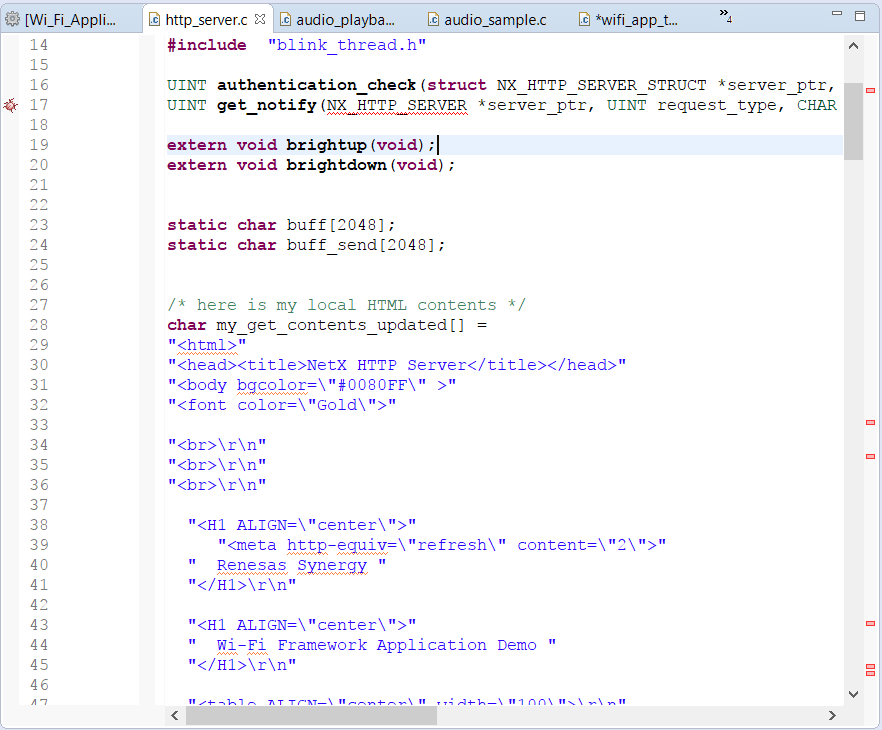 [Wi_Fi_Appli... http_server.c audio_playba... audio_sample.c *wifi_app_t... »4
14 #include  "blink_thread.h"
15
16 UINT authentication_check(struct NX_HTTP_SERVER_STRUCT *server_ptr,
17 UINT get_notify(NX_HTTP_SERVER *server_ptr, UINT request_type, CHAR
18
19 extern void brightup(void);
20 extern void brightdown(void);
21
22
23 static char buff[2048];
24 static char buff_send[2048];
25
26
27 /* here is my local HTML contents */
28 char my_get_contents_updated[] =
29 "<html>"
30 "<head><title>NetX HTTP Server</title></head>"
31 "<body bgcolor=\"#0080FF\" >"
32 "<font color=\"Gold\">"
33
34 "<br>\r\n"
35 "<br>\r\n"
36 "<br>\r\n"
37
38   "<H1 ALIGN=\"center\">"
39      "<meta http-equiv=\"refresh\" content=\"2\">"
40   "  Renesas Synergy "
41   "</H1>\r\n"
42
43   "<H1 ALIGN=\"center\">"
44   "  Wi-Fi Framework Application Demo "
45   "</H1>\r\n"
46
47   "<table ALIGN=\"center\" width=\"100\">\r\n"